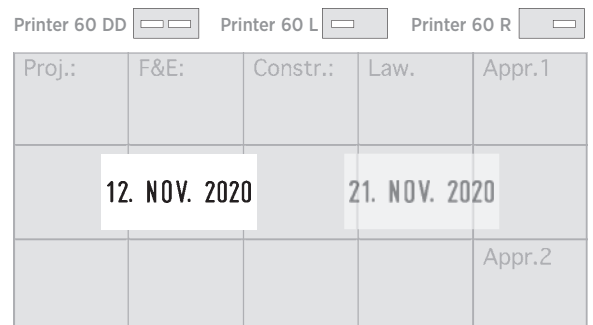 Printer 60 DD Printer 60 L Printer 60 R
Proj.: F&E: Constr.: Law. Appr.1
12. NOV. 2020 21. NOV. 2020
Appr.2